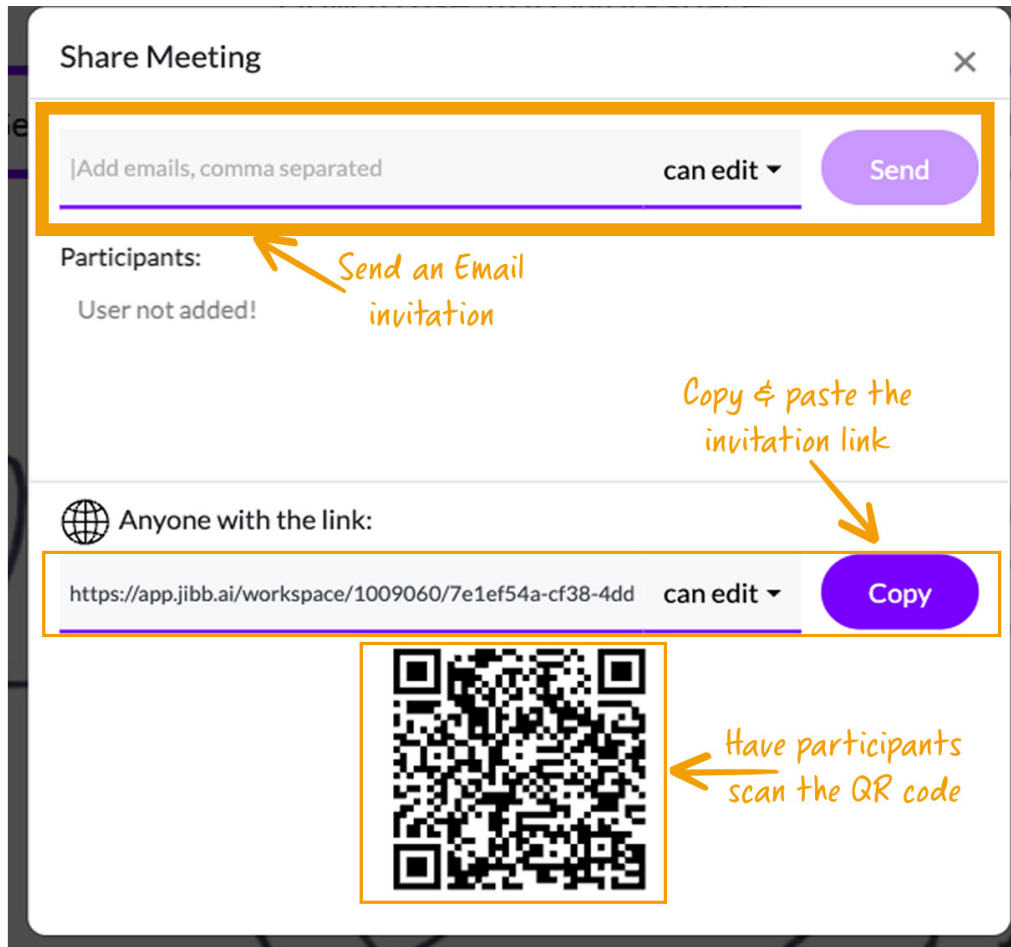 Share Meeting
Add emails, comma separated can edit Send
Participants:
Send an Email
invitation
User not added!
Copy & paste the
invitation link
Anyone with the link:
https://app.jibb.ai/workspace/1009060/7e1ef54a-cf38-4dd can edit Copy
Have participants
scan the QR code